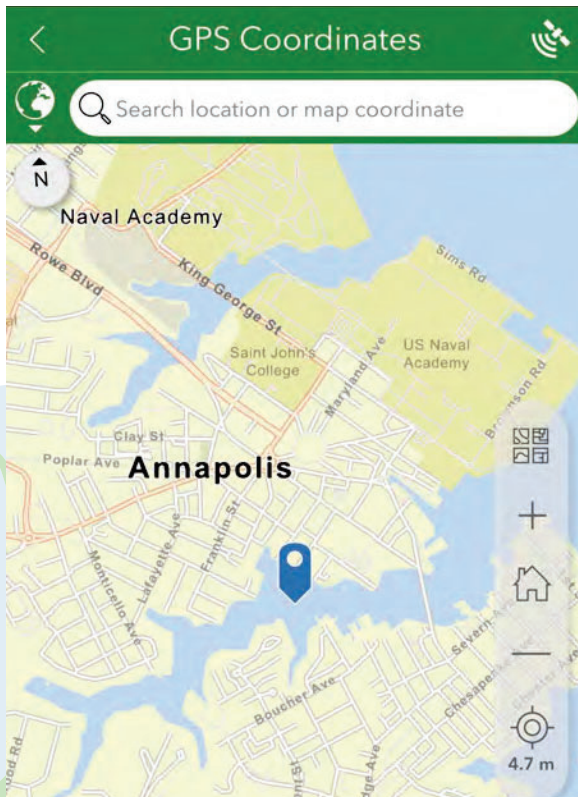 GPS Coordinates
Search location or map coordinate
N
Naval Academy
Rowe Blvd
King George St
Sims Rd
Saint John's
College
Maryland Ave
US Naval
Academy
Clay St
Poplar Ave
Annapolis
Franklin St
Lafayette Ave
Monticello Ave
Severn Ave
Boucher Ave
Chesapeake Ave
4.7 m